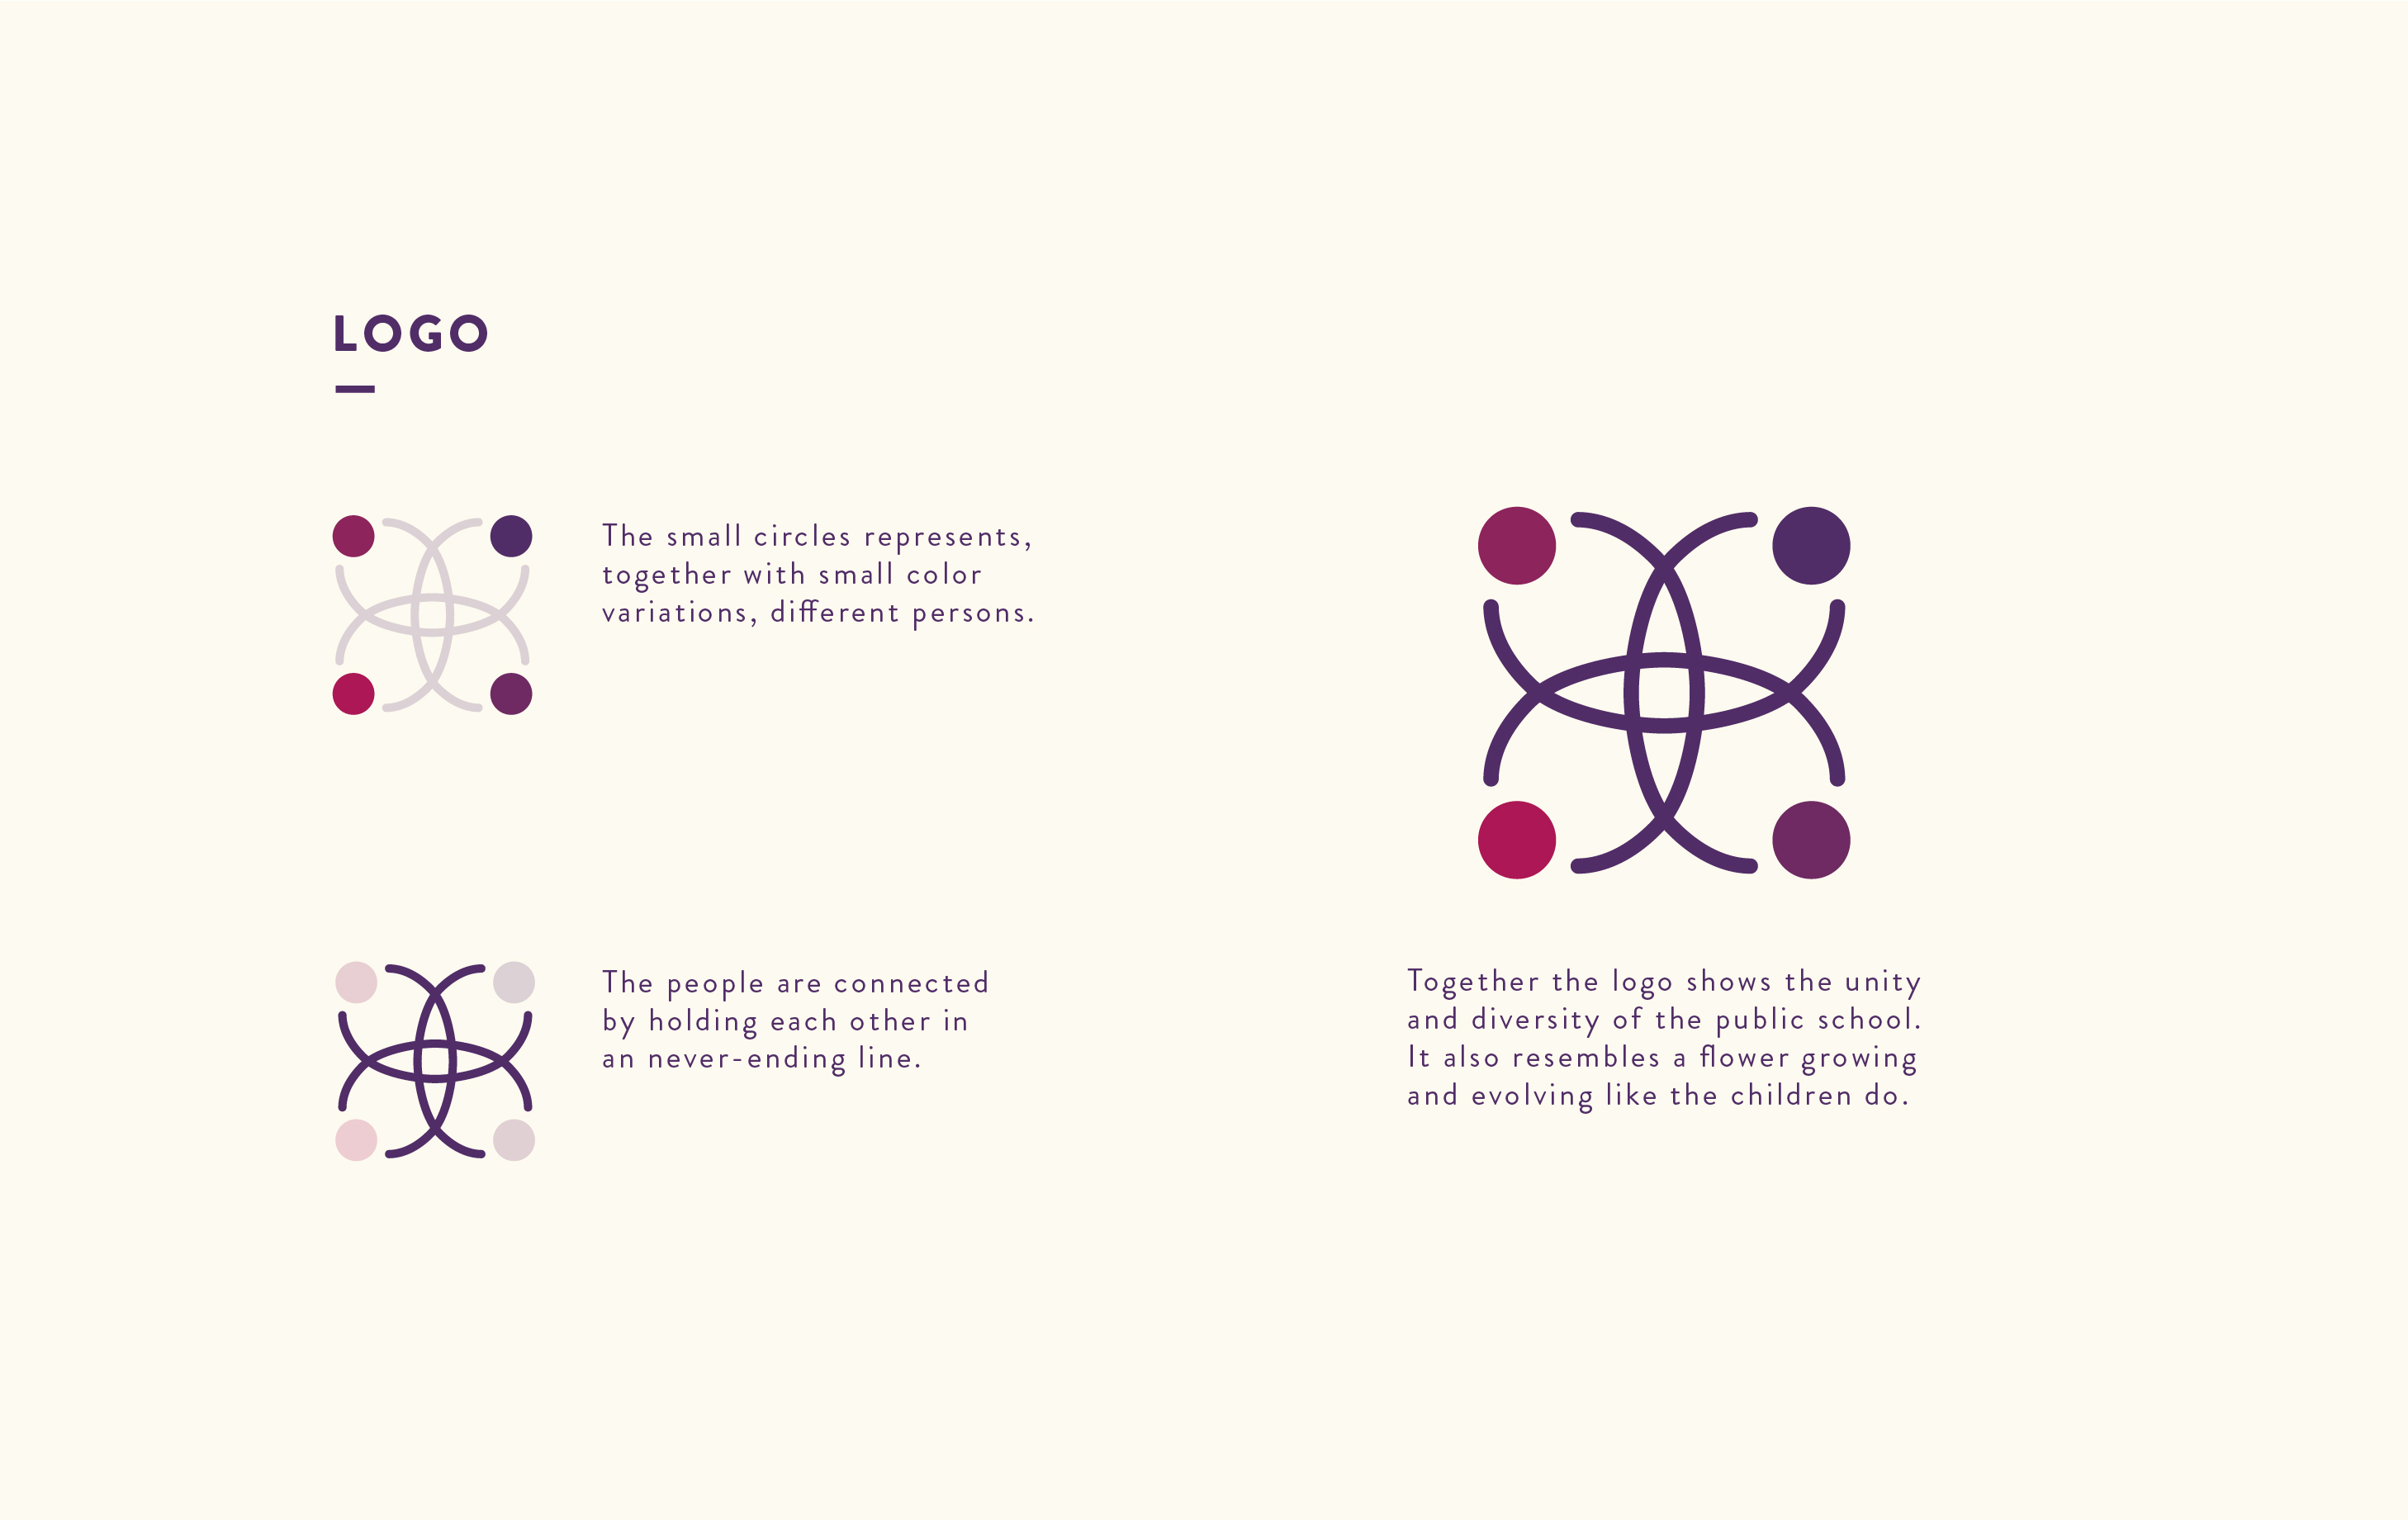 LOGO
The small circles represents,
together with small color
variations, different persons.
The people are connected
by holding each other in
an never-ending line.
Together the logo shows the unity
and diversity of the public school.
It also resembles a flower growing
and evolving like the children do.